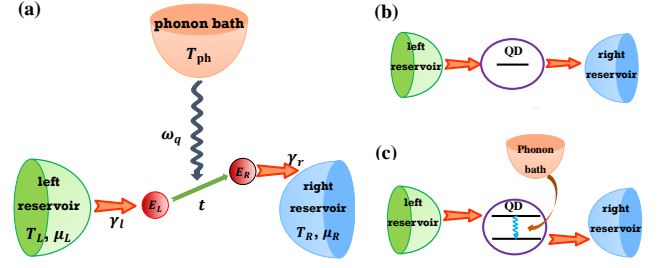 (a)
phonon bath
T_ph
ω_q
E_L
t
E_R
γ_l
γ_r
left
reservoir
T_L, μ_L
right
reservoir
T_R, μ_R
(b)
left
reservoir
QD
right
reservoir
(c)
Phonon
bath
left
reservoir
QD
right
reservoir